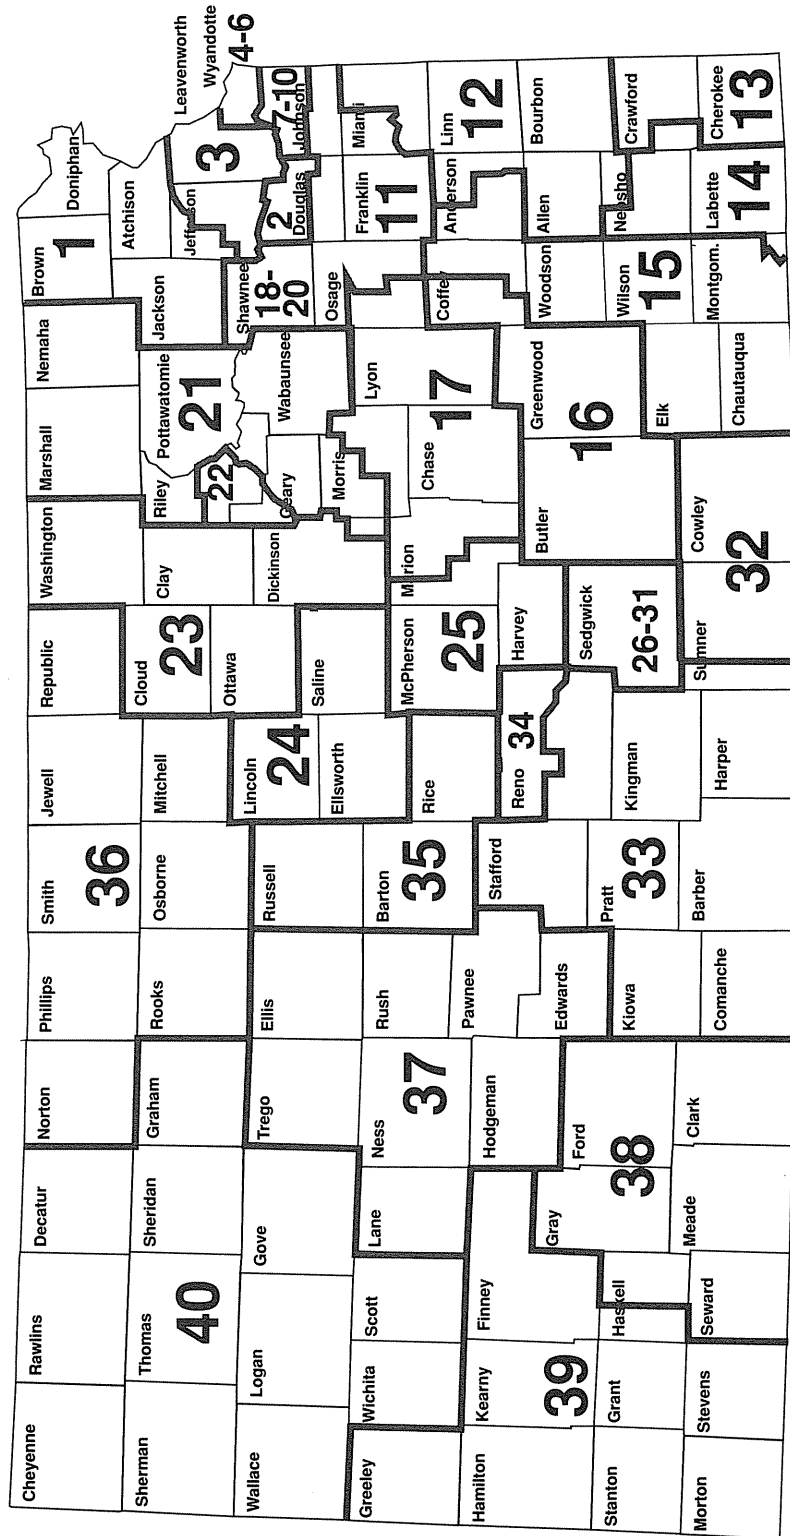 Cheyenne
Rawlins
Decatur
Norton
Phillips
Smith
Jewell
Republic
Washington
Marshall
Nemaha
Brown
Doniphan
36
1
Sherman
Thomas
Sheridan
Graham
Rooks
Osborne
Mitchell
Cloud
Clay
Riley
Pottawatomie
Jackson
Atchison
Leavenworth
Wyandotte
4-6
40
23
22
21
Jefferson
3
Wallace
Logan
Gove
Trego
Ellis
Russell
Lincoln
Ottawa
Dickinson
Geary
Wabaunsee
Shawnee
18-
20
Douglas
2
Johnson
7-10
24
Greeley
Wichita
Scott
Lane
Ness
Rush
Barton
Ellsworth
Saline
Morris
Lyon
Osage
Franklin
Miami
37
35
11
Hamilton
Kearny
Finney
Hodgeman
Pawnee
Rice
McPherson
Marion
Chase
Coffey
Anderson
Linn
39
25
17
12
Stafford
Edwards
Reno
34
Harvey
Stanton
Grant
Haskell
Gray
Ford
38
Kiowa
Pratt
33
Kingman
Sedgwick
26-31
Butler
Greenwood
16
Woodson
Allen
Bourbon
Wilson
15
Neosho
Crawford
Morton
Stevens
Seward
Meade
Clark
Comanche
Barber
Harper
Sumner
Cowley
32
Elk
Chautauqua
Montgom.
Labette
14
Cherokee
13